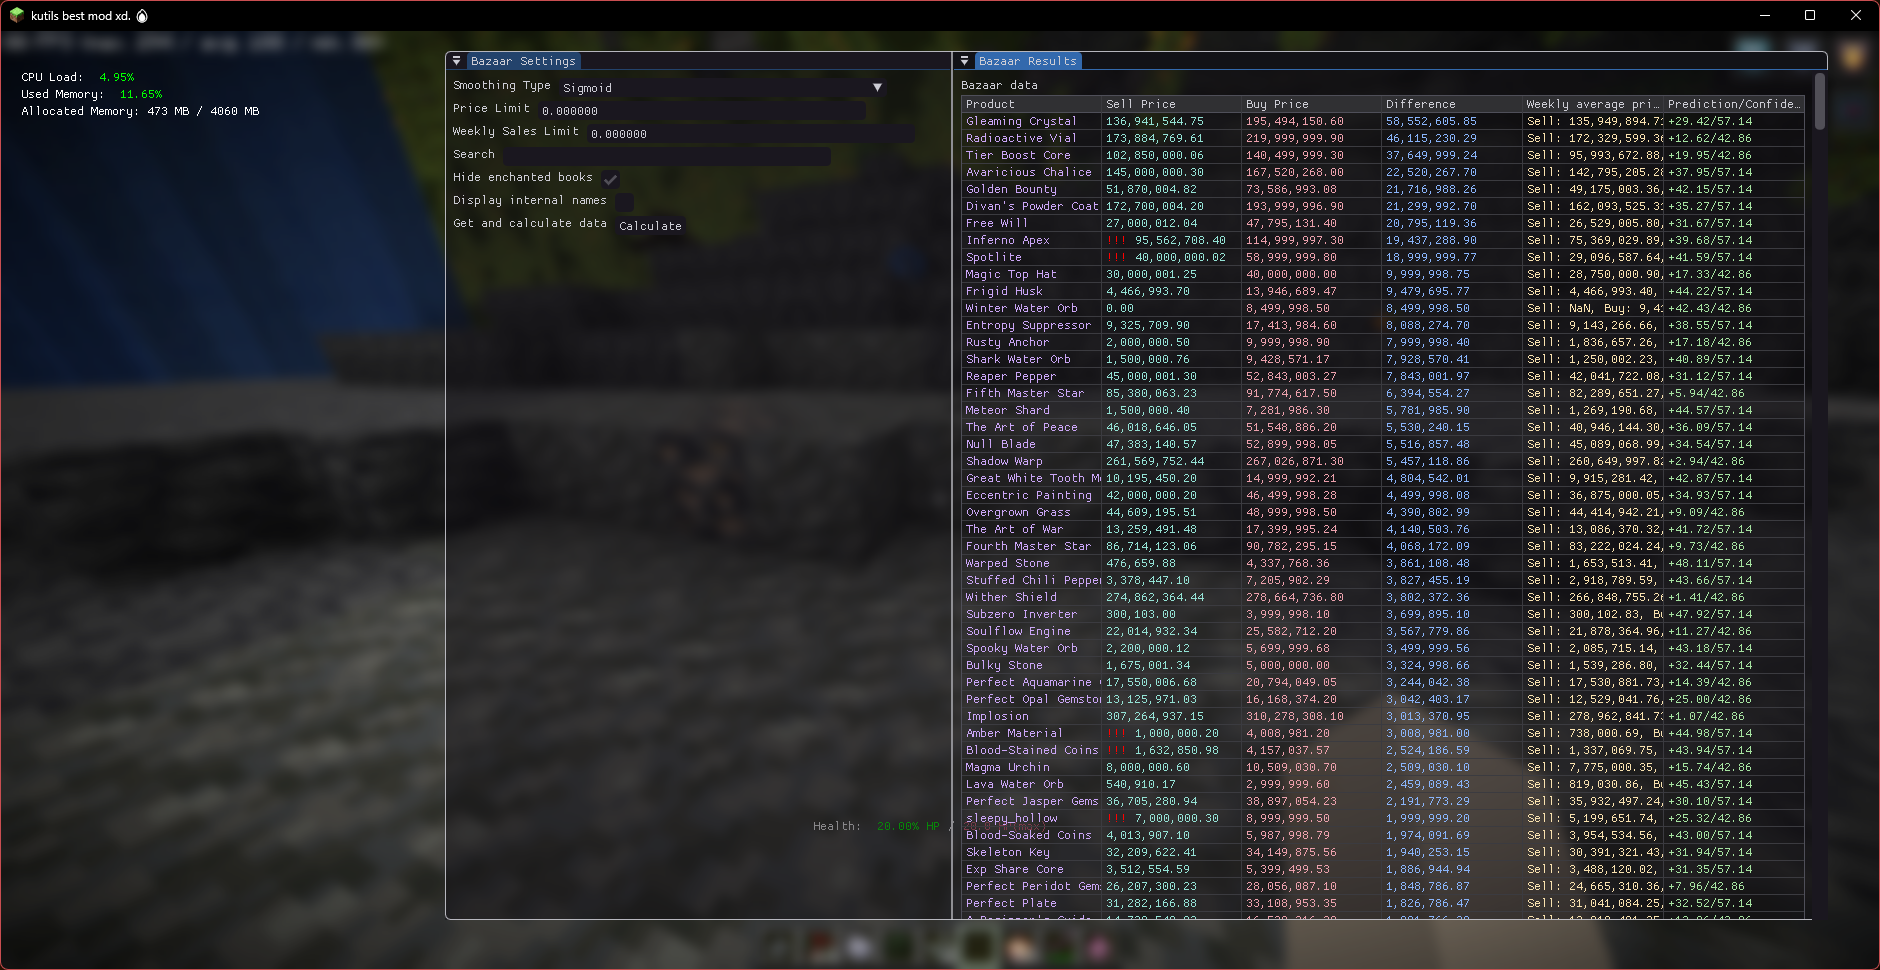 kutils best mod xd.
CPU Load: 4.95%
Used Memory: 11.65%
Allocated Memory: 473 MB / 4060 MB
Bazaar Settings
Smoothing Type Sigmoid
Price Limit 0.000000
Weekly Sales Limit 0.000000
Search
Hide enchanted books
Display internal names
Get and calculate data Calculate
Health: 20.00% HP /
Bazaar Results
Bazaar data
Product Sell Price Buy Price Difference Weekly average pri... Prediction/Confide...
Gleaming Crystal 136,941,544.75 195,494,150.60 58,552,605.85 Sell: 135,949,894.71 +29.42/57.14
Radioactive Vial 173,884,769.61 219,999,999.90 46,115,230.29 Sell: 172,329,599.36 +12.62/42.86
Tier Boost Core 102,850,000.06 140,499,999.30 37,649,999.24 Sell: 95,993,672.88, +19.95/42.86
Avaricious Chalice 145,000,000.30 167,520,268.00 22,520,267.70 Sell: 142,795,205.28 +37.95/57.14
Golden Bounty 51,870,004.82 73,586,993.08 21,716,988.26 Sell: 49,175,003.36, +42.15/57.14
Divan's Powder Coat 172,700,004.20 193,999,996.90 21,299,992.70 Sell: 162,093,525.31 +35.27/57.14
Free Will 27,000,012.04 47,795,131.40 20,795,119.36 Sell: 26,529,005.80, +31.67/57.14
Inferno Apex !!! 95,562,708.40 114,999,997.30 19,437,288.90 Sell: 75,369,029.89, +39.68/57.14
Spotlite !!! 40,000,000.02 58,999,999.80 18,999,999.77 Sell: 29,096,587.64, +41.59/57.14
Magic Top Hat 30,000,001.25 40,000,000.00 9,999,998.75 Sell: 28,750,000.90, +17.33/42.86
Frigid Husk 4,466,993.70 13,946,689.47 9,479,695.77 Sell: 4,466,993.40, +44.22/57.14
Winter Water Orb 0.00 8,499,998.50 8,499,998.50 Sell: NaN, Buy: 9,41 +42.43/42.86
Entropy Suppressor 9,325,709.90 17,413,984.60 8,088,274.70 Sell: 9,143,266.66, +38.55/57.14
Rusty Anchor 2,000,000.50 9,999,998.90 7,999,998.40 Sell: 1,836,657.26, +17.18/42.86
Shark Water Orb 1,500,000.76 9,428,571.17 7,928,570.41 Sell: 1,250,002.23, +40.89/57.14
Reaper Pepper 45,000,001.30 52,843,003.27 7,843,001.97 Sell: 42,041,722.08, +31.12/57.14
Fifth Master Star 85,380,063.23 91,774,617.50 6,394,554.27 Sell: 82,289,651.27, +5.94/42.86
Meteor Shard 1,500,000.40 7,281,986.30 5,781,985.90 Sell: 1,269,190.68, +44.57/57.14
The Art of Peace 46,018,646.05 51,548,886.20 5,530,240.15 Sell: 40,946,144.30, +36.09/57.14
Null Blade 47,383,140.57 52,899,998.05 5,516,857.48 Sell: 45,089,068.99, +34.54/57.14
Shadow Warp 261,569,752.44 267,026,871.30 5,457,118.86 Sell: 260,649,997.82 +2.94/42.86
Great White Tooth M 10,195,450.20 14,999,992.21 4,804,542.01 Sell: 9,915,281.42, +42.87/57.14
Eccentric Painting 42,000,000.20 46,499,998.28 4,499,998.08 Sell: 36,875,000.05, +34.93/57.14
Overgrown Grass 44,609,195.51 48,999,998.50 4,390,802.99 Sell: 44,414,942.21, +9.09/57.14
The Art of War 13,259,491.48 17,399,995.24 4,140,503.76 Sell: 13,086,370.32, +41.72/57.14
Fourth Master Star 86,714,123.06 90,782,295.15 4,068,172.09 Sell: 83,222,024.24, +9.73/42.86
Warped Stone 476,659.88 4,337,768.36 3,861,108.48 Sell: 1,653,513.41, +48.11/57.14
Stuffed Chili Pepper 3,378,447.10 7,205,902.29 3,827,455.19 Sell: 2,918,789.59, +43.66/57.14
Wither Shield 274,862,364.44 278,664,736.80 3,802,372.36 Sell: 266,848,755.26 +1.41/42.86
Subzero Inverter 300,103.00 3,999,998.10 3,699,895.10 Sell: 300,102.83, Bu +47.92/57.14
Soulflow Engine 22,014,932.34 25,582,712.20 3,567,779.86 Sell: 21,878,364.96, +11.27/42.86
Spooky Water Orb 2,200,000.12 5,699,999.68 3,499,999.56 Sell: 2,085,715.14, +43.18/57.14
Bulky Stone 1,675,001.34 5,000,000.00 3,324,998.66 Sell: 1,539,286.80, +32.44/57.14
Perfect Aquamarine 17,550,006.68 20,794,049.05 3,244,042.38 Sell: 17,530,881.73, +14.39/42.86
Perfect Opal Gemsto 13,125,971.03 16,168,374.20 3,042,403.17 Sell: 12,529,041.76, +25.00/42.86
Implosion 307,264,937.15 310,278,308.10 3,013,370.95 Sell: 278,962,841.73 +1.07/42.86
Amber Material !!! 1,000,000.20 4,008,981.20 3,008,981.00 Sell: 738,000.69, Bu +44.98/57.14
Blood-Stained Coins !!! 1,632,850.98 4,157,037.57 2,524,186.59 Sell: 1,337,069.75, +43.94/57.14
Magma Urchin 8,000,000.60 10,509,030.70 2,509,030.10 Sell: 7,775,000.35, +15.74/42.86
Lava Water Orb 540,910.17 2,999,999.60 2,459,089.43 Sell: 819,030.86, Bu +45.43/57.14
Perfect Jasper Gems 36,705,280.94 38,897,054.23 2,191,773.29 Sell: 35,932,497.24, +30.10/57.14
sleepy_hollow !!! 7,000,000.30 8,999,999.50 1,999,999.20 Sell: 5,199,651.74, +25.32/42.86
Blood-Soaked Coins 4,013,907.10 5,987,998.79 1,974,091.69 Sell: 3,954,534.56, +43.00/57.14
Skeleton Key 32,209,622.41 34,149,875.56 1,940,253.15 Sell: 30,391,321.43, +31.94/57.14
Exp Share Core 3,512,554.59 5,399,499.53 1,886,944.94 Sell: 3,488,120.02, +31.35/57.14
Perfect Peridot Gem 26,207,300.23 28,056,087.10 1,848,786.87 Sell: 24,665,310.36, +7.96/42.86
Perfect Plate 31,282,166.88 33,108,953.35 1,826,786.47 Sell: 31,041,084.25, +32.52/57.14